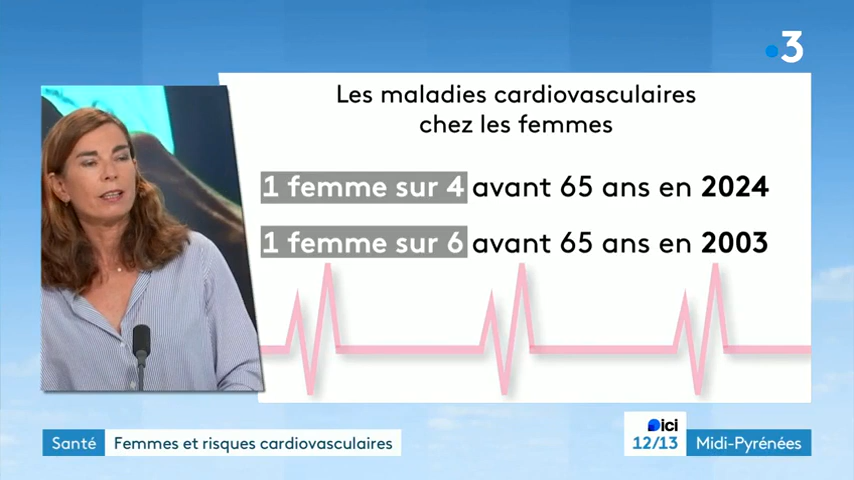 3
Les maladies cardiovasculaires
chez les femmes
1 femme sur 4 avant 65 ans en 2024
1 femme sur 6 avant 65 ans en 2003
ici
Santé Femmes et risques cardiovasculaires 12/13 Midi-Pyrénées